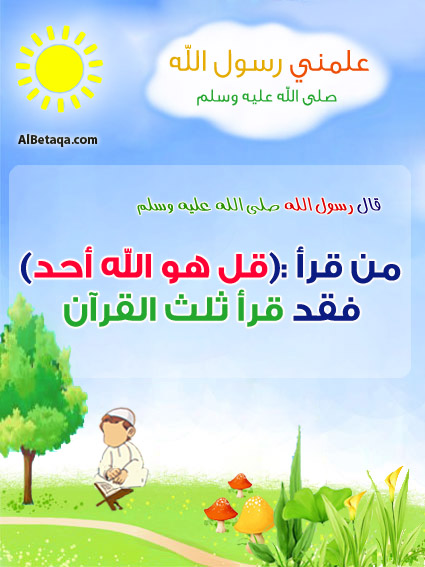 علمني رسول الله
صلى الله عليه وسلم
AlBetaqa.com
قال رسول الله صلى الله عليه وسلم
من قرأ :(قل هو الله أحد)
فقد قرأ ثلث القرآن